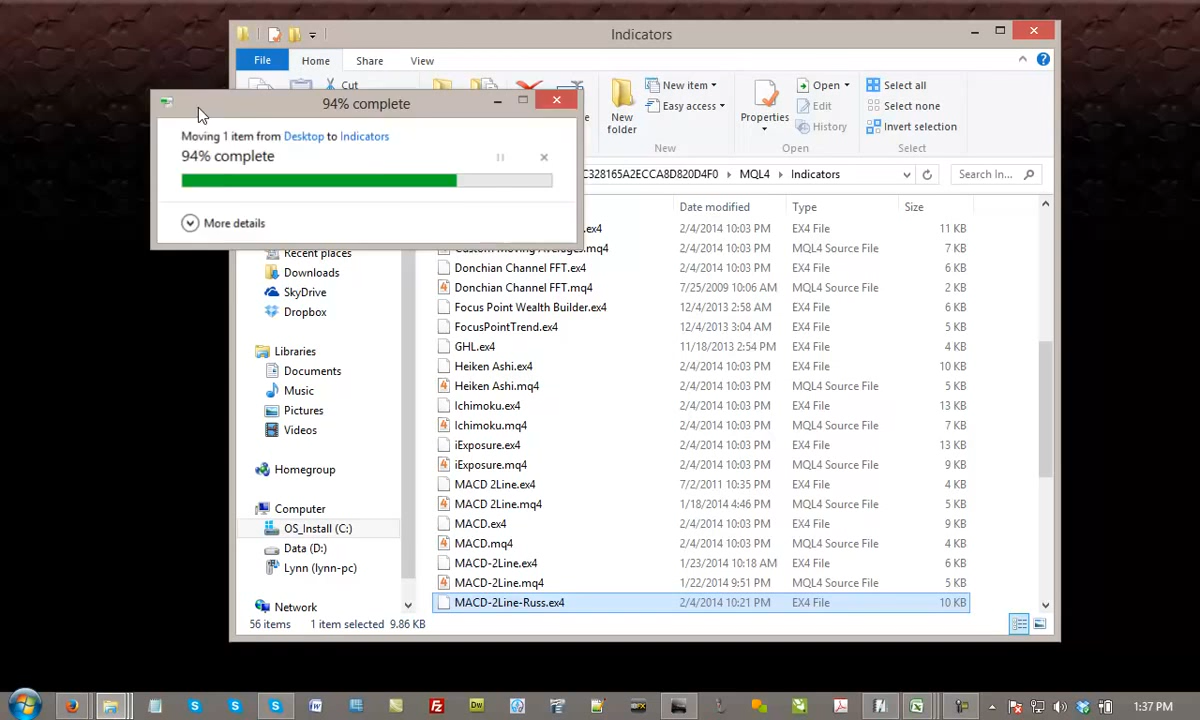 Indicators
File Home Share View
Cut
New folder
New item
Easy access
New
Properties
Open
Edit
History
Open
Select all
Select none
Invert selection
Select
94% complete
Moving 1 item from Desktop to Indicators
94% complete
More details
C328165A2ECCA8D820D4F0 MQL4 Indicators
Search In...
Date modified Type Size
.ex4 2/4/2014 10:03 PM EX4 File 11 KB
Custom Moving Averages.mq4 2/4/2014 10:03 PM MQL4 Source File 7 KB
Donchian Channel FFT.ex4 2/4/2014 10:03 PM EX4 File 6 KB
Donchian Channel FFT.mq4 7/25/2009 10:06 AM MQL4 Source File 2 KB
Focus Point Wealth Builder.ex4 12/4/2013 2:58 AM EX4 File 6 KB
FocusPointTrend.ex4 12/4/2013 3:04 AM EX4 File 5 KB
GHL.ex4 11/18/2013 2:54 PM EX4 File 4 KB
Heiken Ashi.ex4 2/4/2014 10:03 PM EX4 File 10 KB
Heiken Ashi.mq4 2/4/2014 10:03 PM MQL4 Source File 5 KB
Ichimoku.ex4 2/4/2014 10:03 PM EX4 File 13 KB
Ichimoku.mq4 2/4/2014 10:03 PM MQL4 Source File 7 KB
iExposure.ex4 2/4/2014 10:03 PM EX4 File 13 KB
iExposure.mq4 2/4/2014 10:03 PM MQL4 Source File 9 KB
MACD 2Line.ex4 7/2/2011 10:35 PM EX4 File 4 KB
MACD 2Line.mq4 1/18/2014 4:46 PM MQL4 Source File 5 KB
MACD.ex4 2/4/2014 10:03 PM EX4 File 9 KB
MACD.mq4 2/4/2014 10:03 PM MQL4 Source File 4 KB
MACD-2Line.ex4 1/23/2014 10:18 AM EX4 File 6 KB
MACD-2Line.mq4 1/22/2014 9:51 PM MQL4 Source File 5 KB
MACD-2Line-Russ.ex4 2/4/2014 10:21 PM EX4 File 10 KB
Recent places
Downloads
SkyDrive
Dropbox
Libraries
Documents
Music
Pictures
Videos
Homegroup
Computer
OS_Install (C:)
Data (D:)
Lynn (lynn-pc)
Network
56 items 1 item selected 9.86 KB
1:37 PM